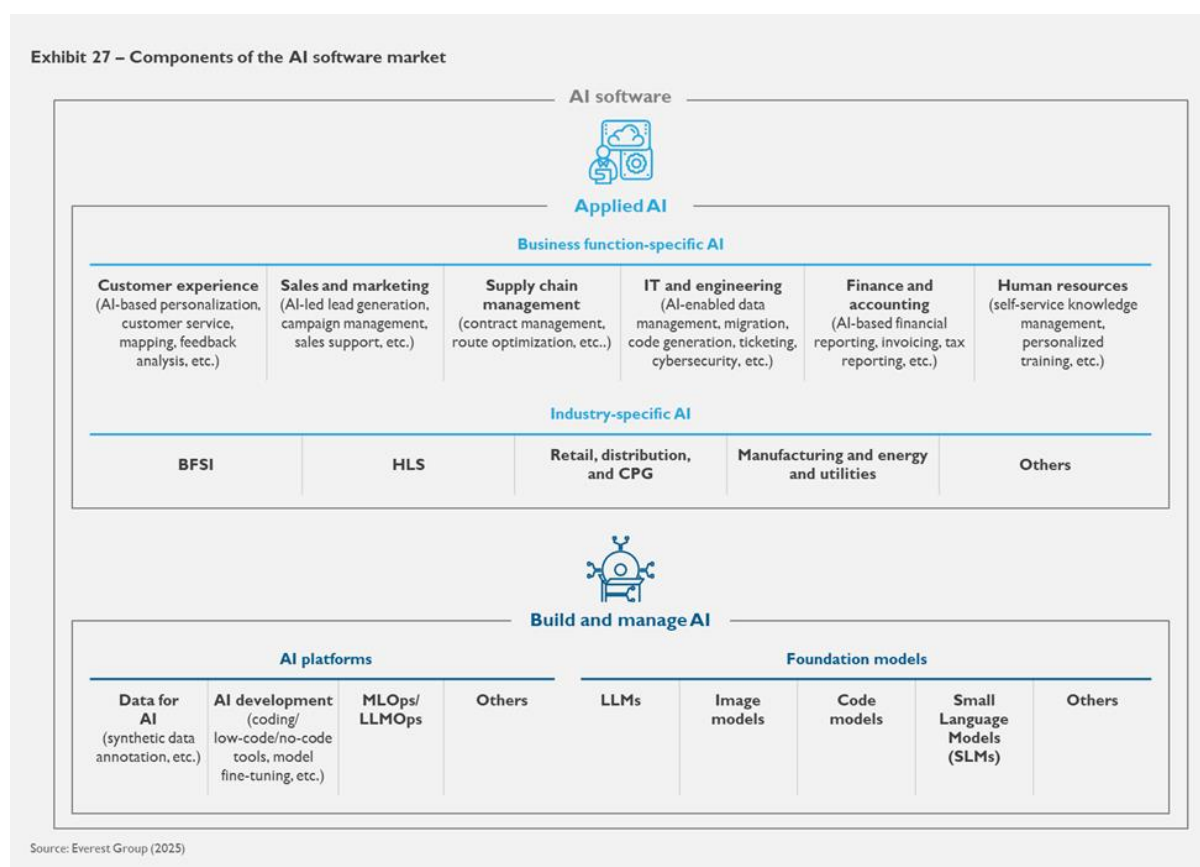 Exhibit 27 – Components of the AI software market
AI software
Applied AI
Business function-specific AI
Customer experience
(AI-based personalization,
customer service,
mapping, feedback
analysis, etc.)
Sales and marketing
(AI-led lead generation,
campaign management,
sales support, etc.)
Supply chain
management
(contract management,
route optimization, etc..)
IT and engineering
(AI-enabled data
management, migration,
code generation, ticketing,
cybersecurity, etc.)
Finance and
accounting
(AI-based financial
reporting, invoicing, tax
reporting, etc.)
Human resources
(self-service knowledge
management,
personalized
training, etc.)
Industry-specific AI
BFSI
HLS
Retail, distribution,
and CPG
Manufacturing and energy
and utilities
Others
Build and manage AI
AI platforms
Data for
AI
(synthetic data
annotation, etc.)
AI development
(coding/
low-code/no-code
tools, model
fine-tuning, etc.)
MLOps/
LLMOps
Others
Foundation models
LLMs
Image
models
Code
models
Small
Language
Models
(SLMs)
Others
Source: Everest Group (2025)